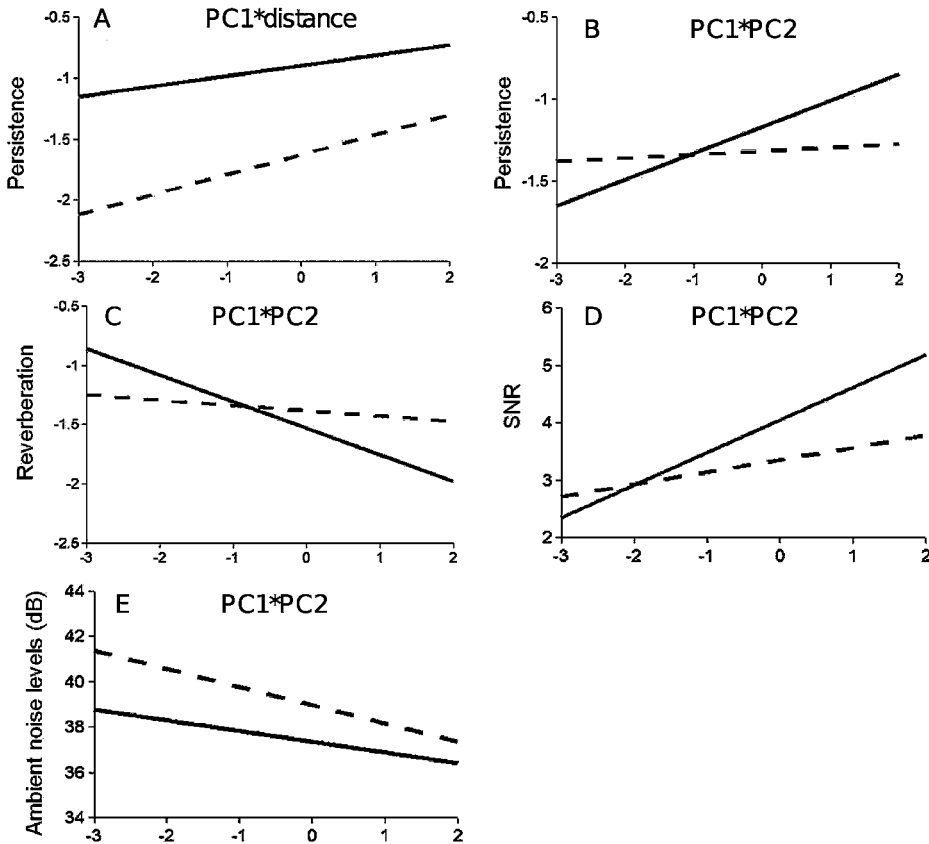 A PC1*distance
Persistence
-0.5
-1
-1.5
-2
-2.5
-3 -2 -1 0 1 2
B PC1*PC2
Persistence
-0.5
-1
-1.5
-2
-3 -2 -1 0 1 2
C PC1*PC2
Reverberation
-0.5
-1
-1.5
-2
-2.5
-3 -2 -1 0 1 2
D PC1*PC2
SNR
6
5
4
3
2
-3 -2 -1 0 1 2
E PC1*PC2
Ambient noise levels (dB)
44
42
40
38
36
34
-3 -2 -1 0 1 2